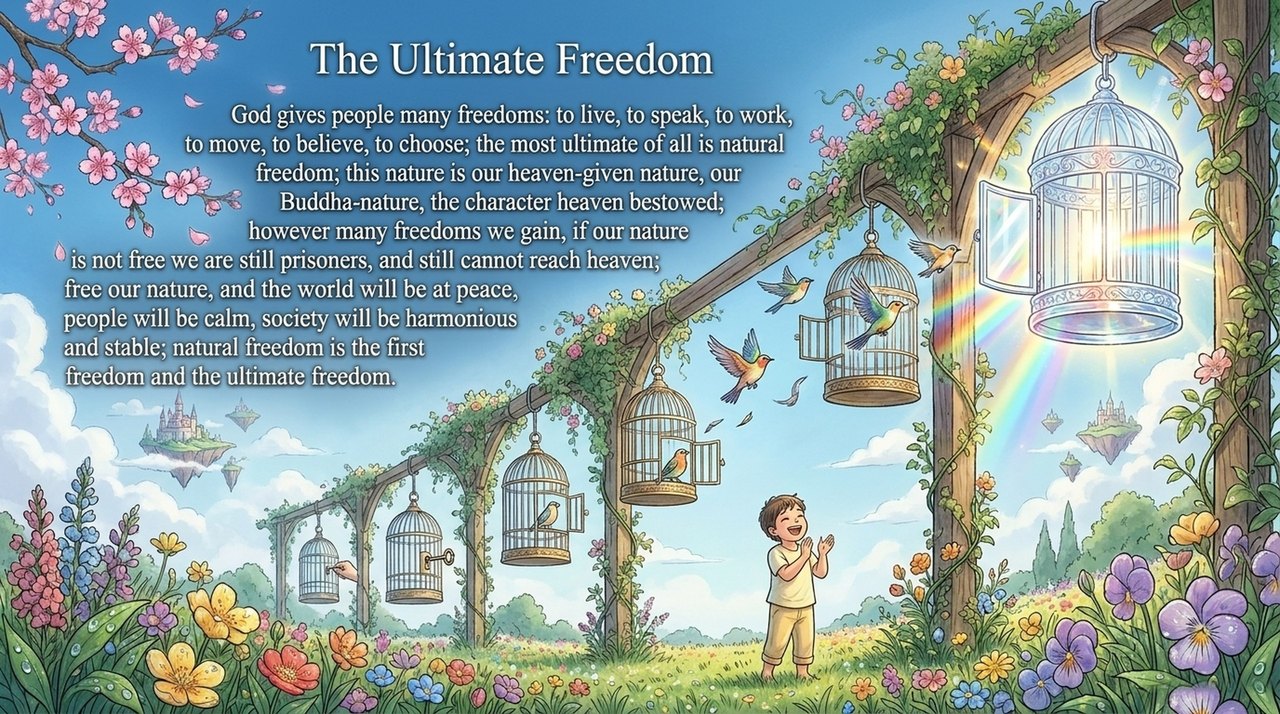 The Ultimate Freedom
God gives people many freedoms: to live, to speak, to work,
to move, to believe, to choose; the most ultimate of all is natural
freedom; this nature is our heaven-given nature, our
Buddha-nature, the character heaven bestowed;
however many freedoms we gain, if our nature
is not free we are still prisoners, and still cannot reach heaven;
free our nature, and the world will be at peace,
people will be calm, society will be harmonious
and stable; natural freedom is the first
freedom and the ultimate freedom.